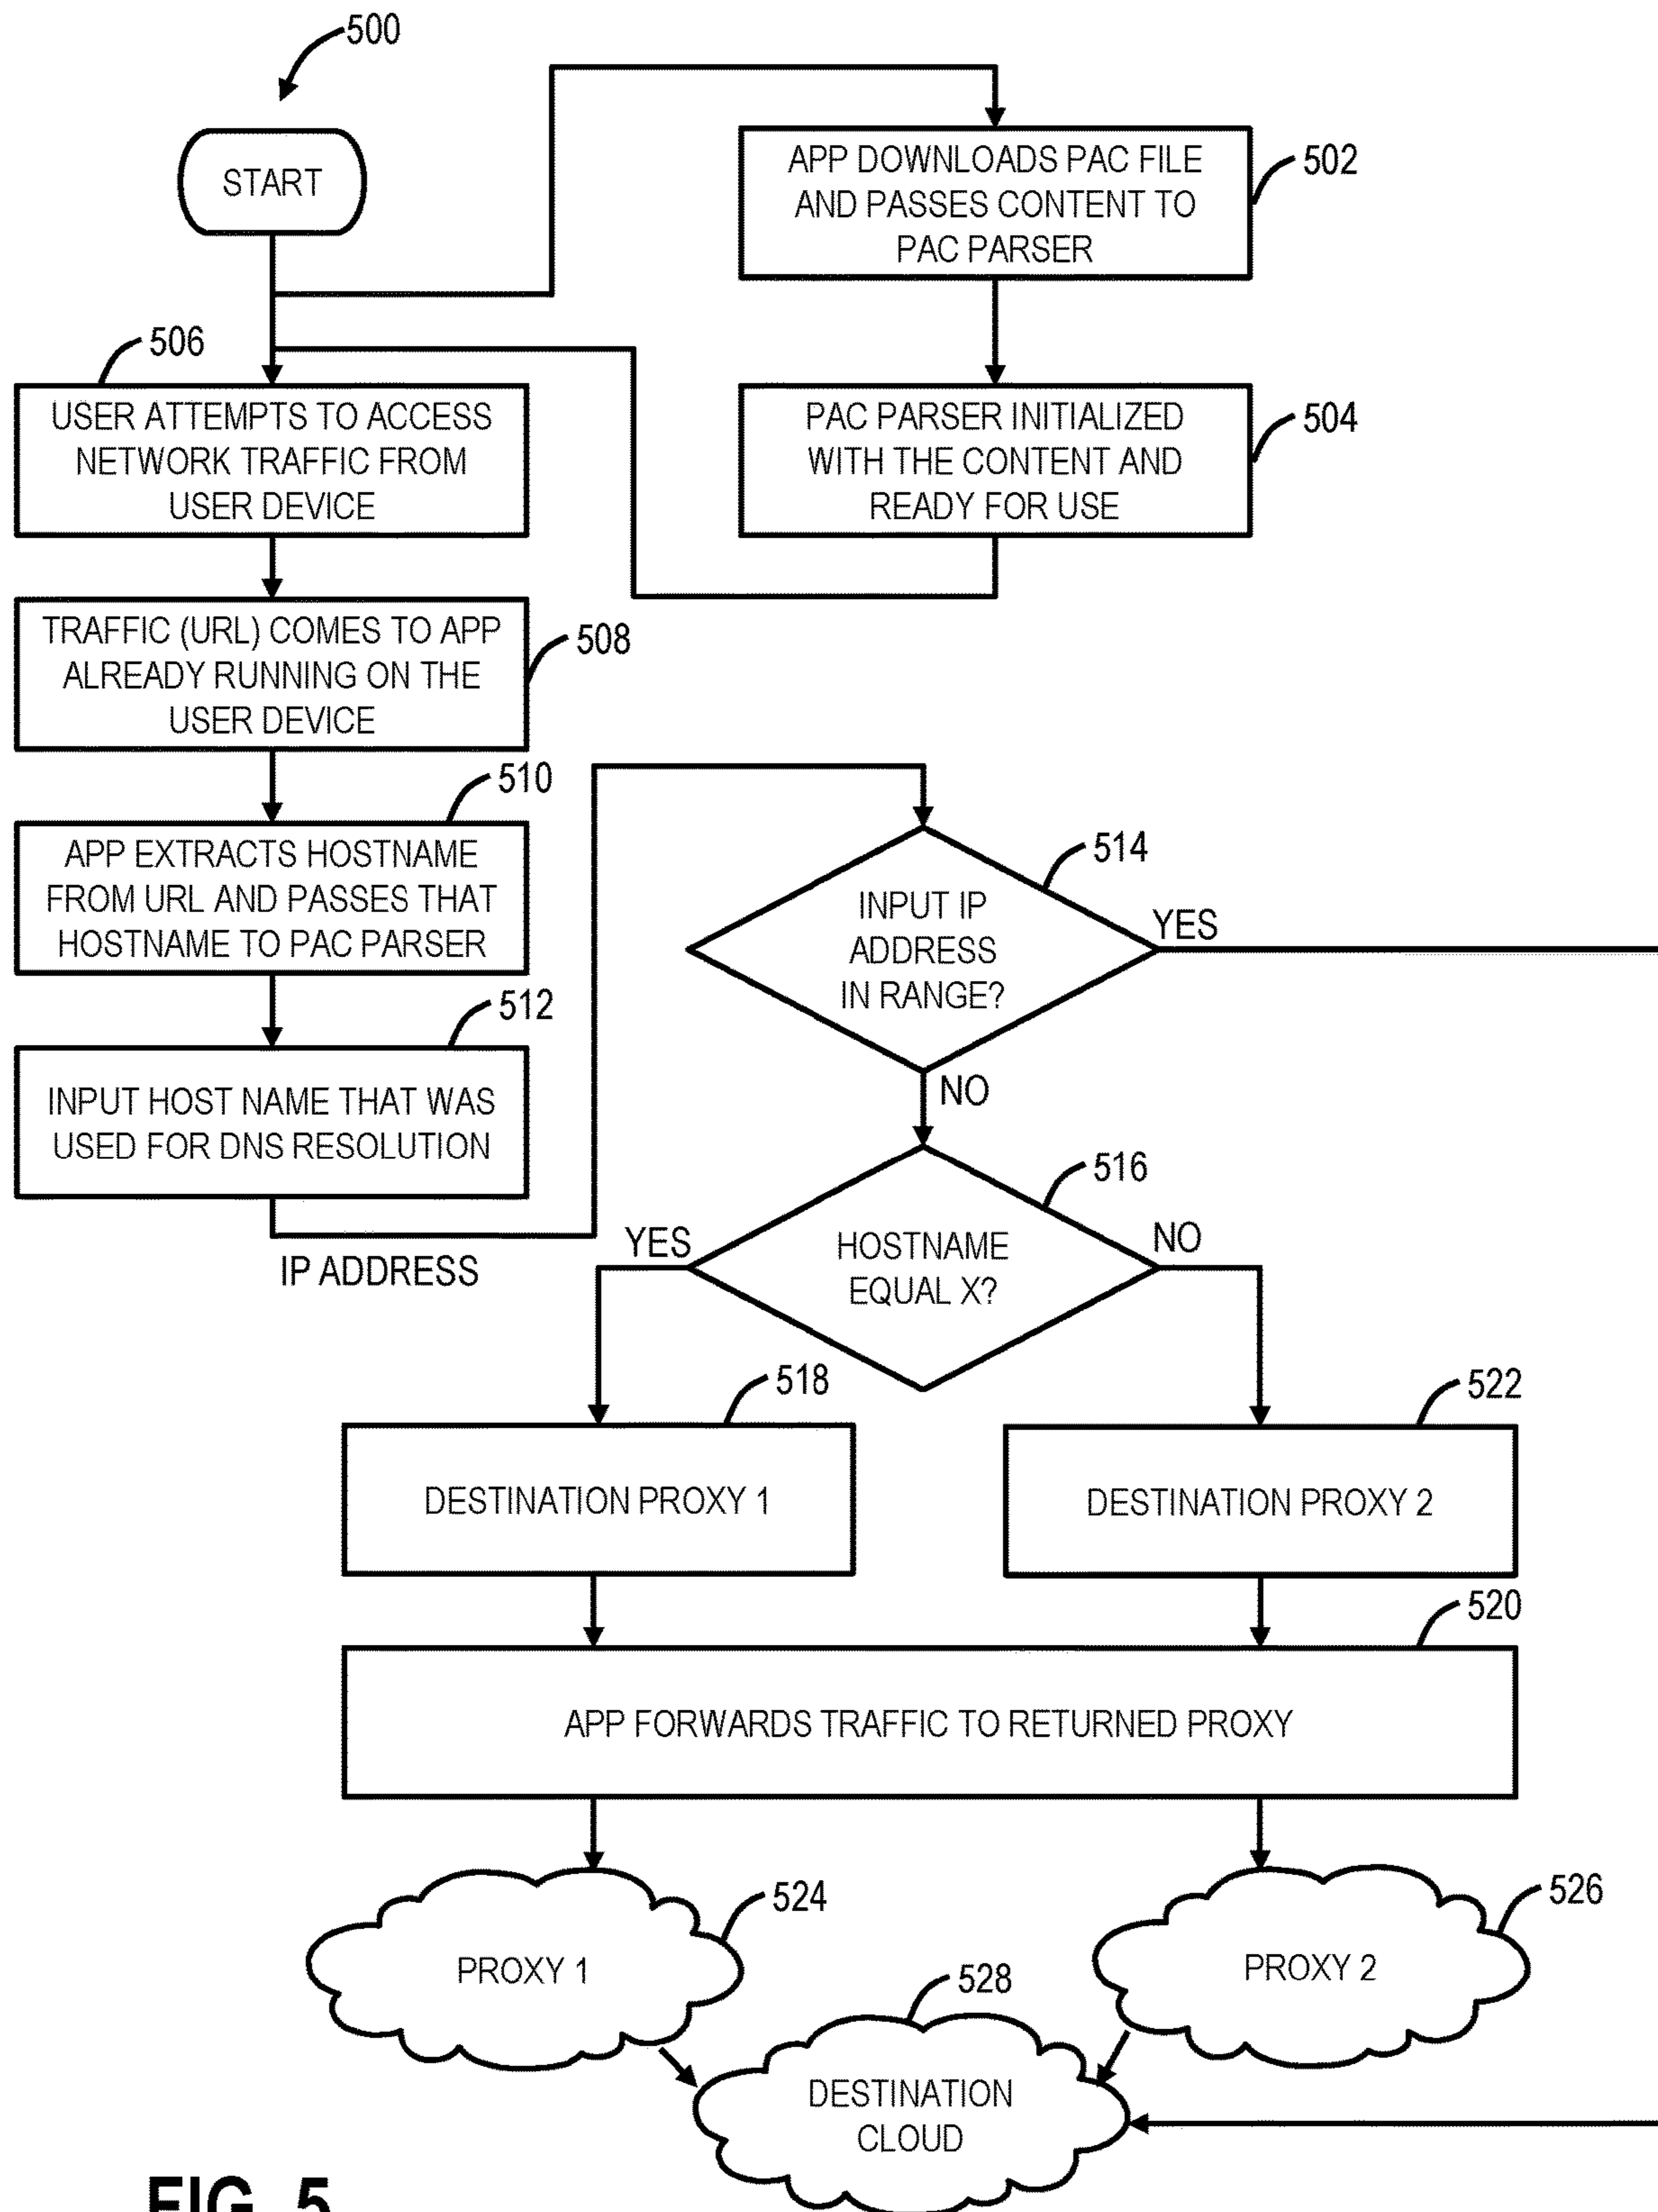 500
START
APP DOWNLOADS PAC FILE
AND PASSES CONTENT TO
PAC PARSER
502
506
USER ATTEMPTS TO ACCESS
NETWORK TRAFFIC FROM
USER DEVICE
PAC PARSER INITIALIZED
WITH THE CONTENT AND
READY FOR USE
504
TRAFFIC (URL) COMES TO APP
ALREADY RUNNING ON THE
USER DEVICE
508
510
APP EXTRACTS HOSTNAME
FROM URL AND PASSES THAT
HOSTNAME TO PAC PARSER
512
INPUT HOST NAME THAT WAS
USED FOR DNS RESOLUTION
IP ADDRESS
514
INPUT IP
ADDRESS
IN RANGE?
YES
NO
516
HOSTNAME
EQUAL X?
YES
NO
518
DESTINATION PROXY 1
522
DESTINATION PROXY 2
520
APP FORWARDS TRAFFIC TO RETURNED PROXY
524
PROXY 1
526
PROXY 2
528
DESTINATION
CLOUD
FIG. 5